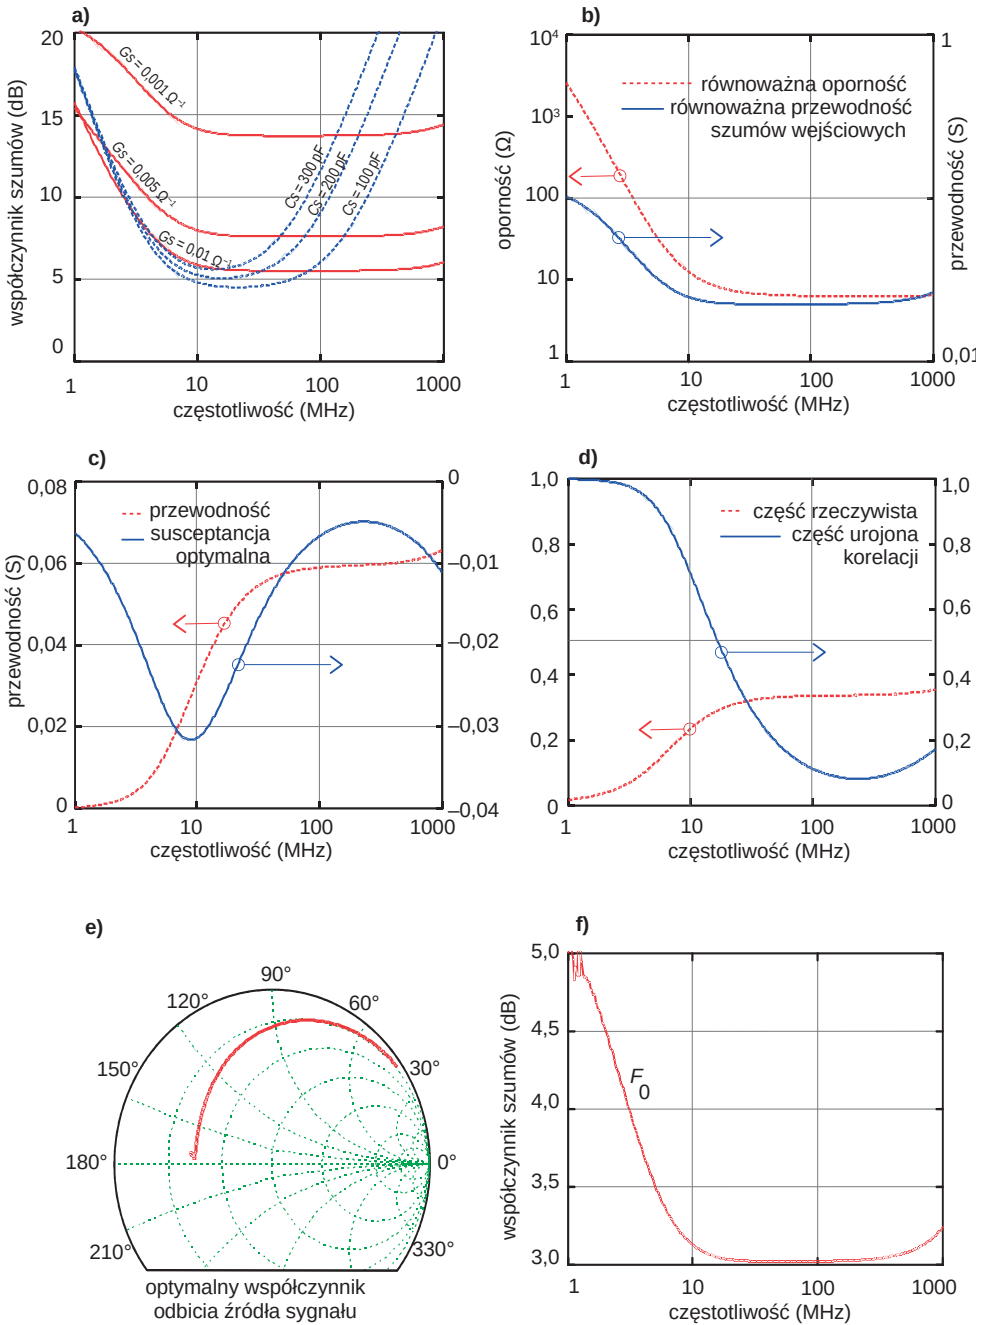 a)
20
15
10
5
0
1
10
100
1000
współczynnik szumów (dB)
częstotliwość (MHz)
Gs = 0,001 Ω⁻¹
Gs = 0,005 Ω⁻¹
Gs = 0,01 Ω⁻¹
Cs = 300 pF
Cs = 200 pF
Cs = 100 pF
b)
10⁴
10³
100
10
1
1
0,01
1
10
100
1000
oporność (Ω)
przewodność (S)
częstotliwość (MHz)
równoważna oporność
równoważna przewodność
szumów wejściowych
c)
0,08
0,06
0,04
0,02
0
0
–0,01
–0,02
–0,03
–0,04
1
10
100
1000
przewodność (S)
częstotliwość (MHz)
przewodność
susceptancja
optymalna
d)
1,0
0,8
0,6
0,4
0,2
0
1,0
0,8
0,6
0,4
0,2
0
1
10
100
1000
częstotliwość (MHz)
część rzeczywista
część urojona
korelacji
e)
90°
120°
60°
150°
30°
180°
0°
210°
330°
optymalny współczynnik
odbicia źródła sygnału
f)
5,0
4,5
4,0
3,5
3,0
1
10
100
1000
współczynnik szumów (dB)
częstotliwość (MHz)
F0